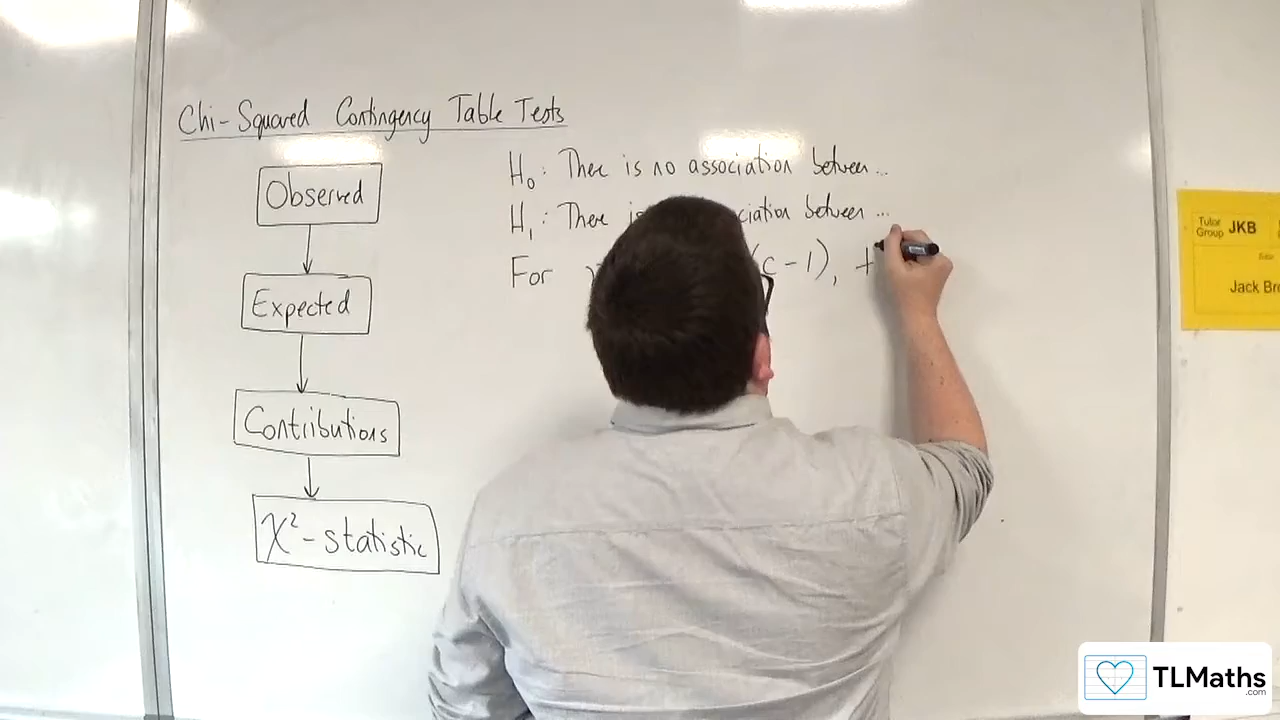 Chi-Squared Contingency Table Tests
Observed
Expected
Contributions
χ²-statistic
H₀: There is no association between...
H₁: There is ciation between...
For (c-1), t
Tutor Group JKB
Jack Br
TLMaths
.com